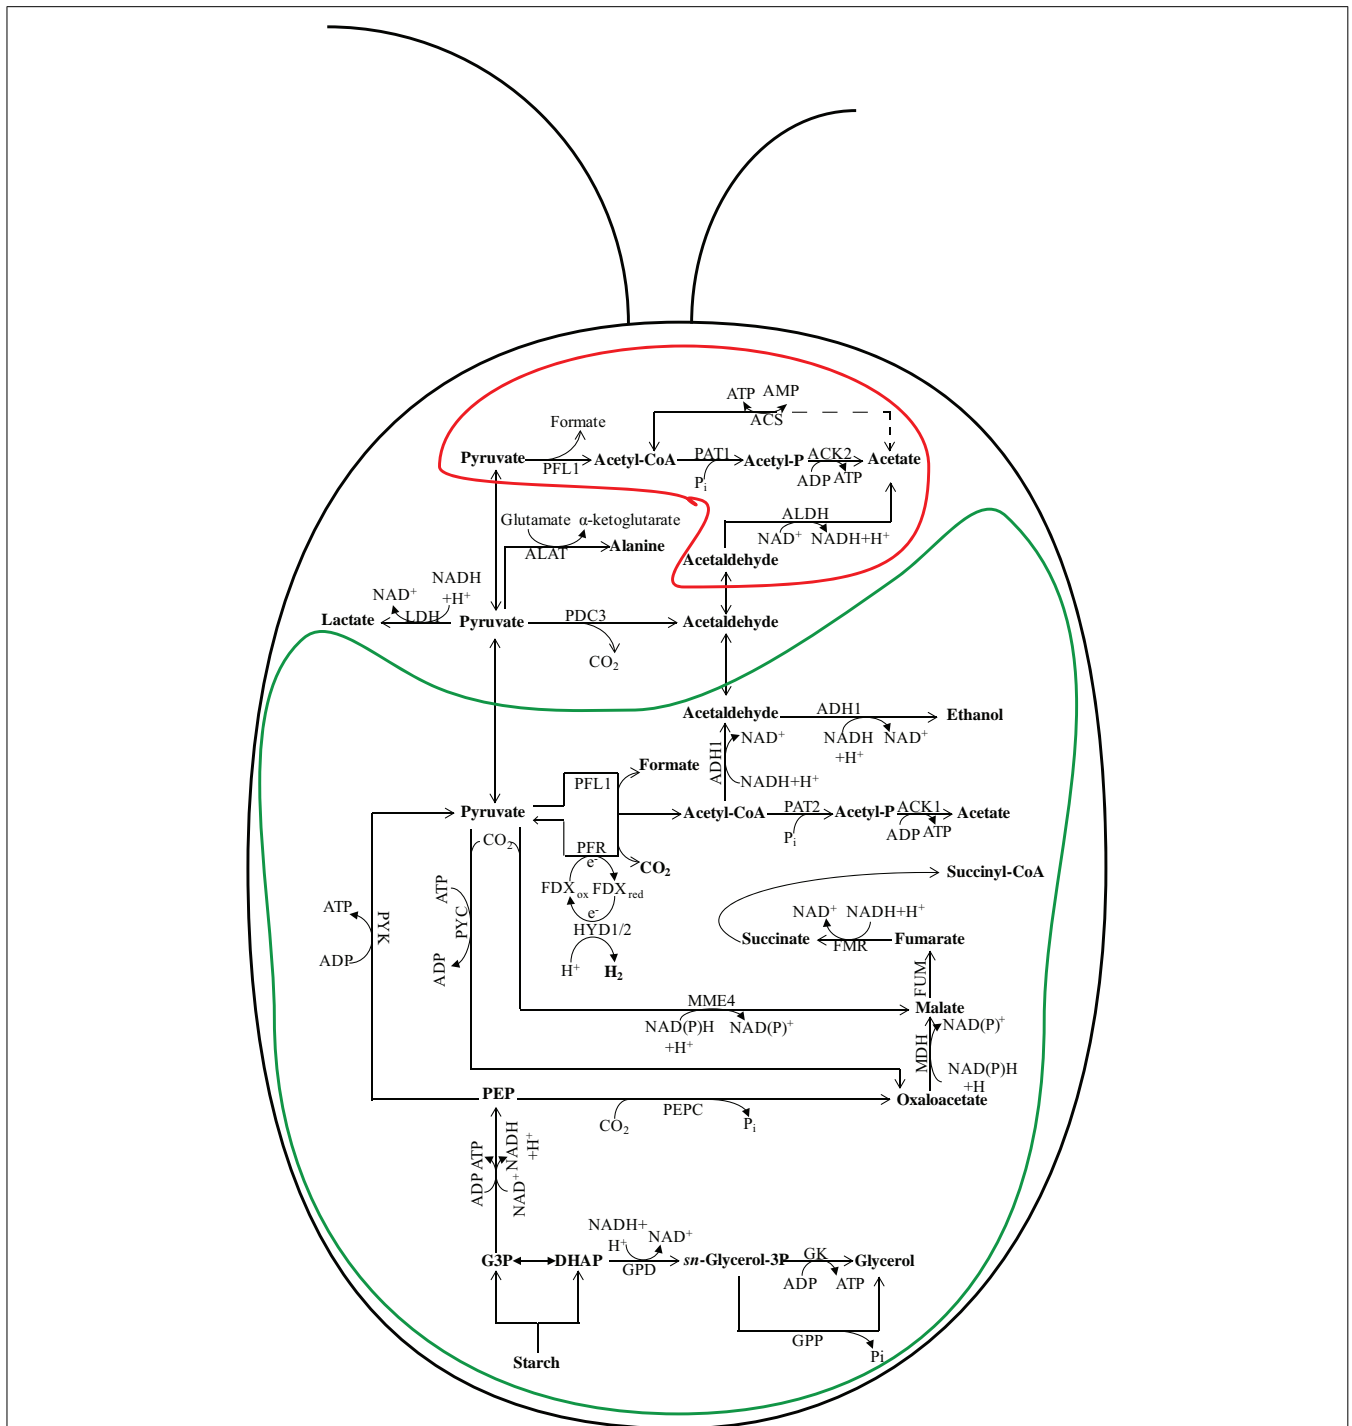 ATP AMP
ACS
Formate
Pyruvate PFL1 Acetyl-CoA PAT1 Acetyl-P ACK2 Acetate
Pi ADP ATP
Glutamate α-ketoglutarate ALDH
ALAT Alanine NAD+ NADH+H+
Acetaldehyde
NAD+ NADH
+H+
Lactate LDH Pyruvate PDC3 Acetaldehyde
CO2
Acetaldehyde ADH1 Ethanol
NAD+ NADH
+H+ NAD+
ADH1
Formate
PFL1 NADH+H+
Pyruvate Acetyl-CoA PAT2 Acetyl-P ACK1 Acetate
CO2 Pi ADP ATP
PFR
e-
CO2
Succinyl-CoA
FDXox FDXred
e-
HYD1/2
H+ H2
ATP
PYK
ADP
ATP
PYC
ADP
NAD+ NADH+H+
Succinate FMR Fumarate
FUM
MME4 Malate
NAD(P)H
+H+ NAD(P)+
NAD(P)+
MDH
NAD(P)H
+H
PEP PEPC Oxaloacetate
CO2 Pi
ADP ATP
NAD+ NADH
+H+
NADH+
H+ NAD+
G3P DHAP GPD sn-Glycerol-3P GK Glycerol
ADP ATP
GPP
Pi
Starch